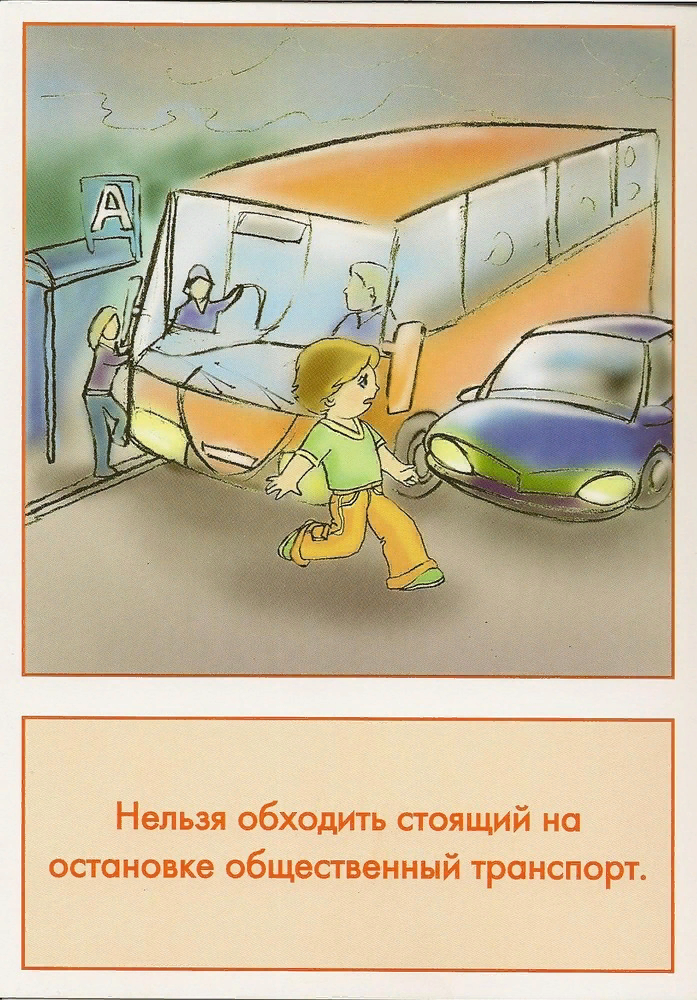 А
Нельзя обходить стоящий на
остановке общественный транспорт.